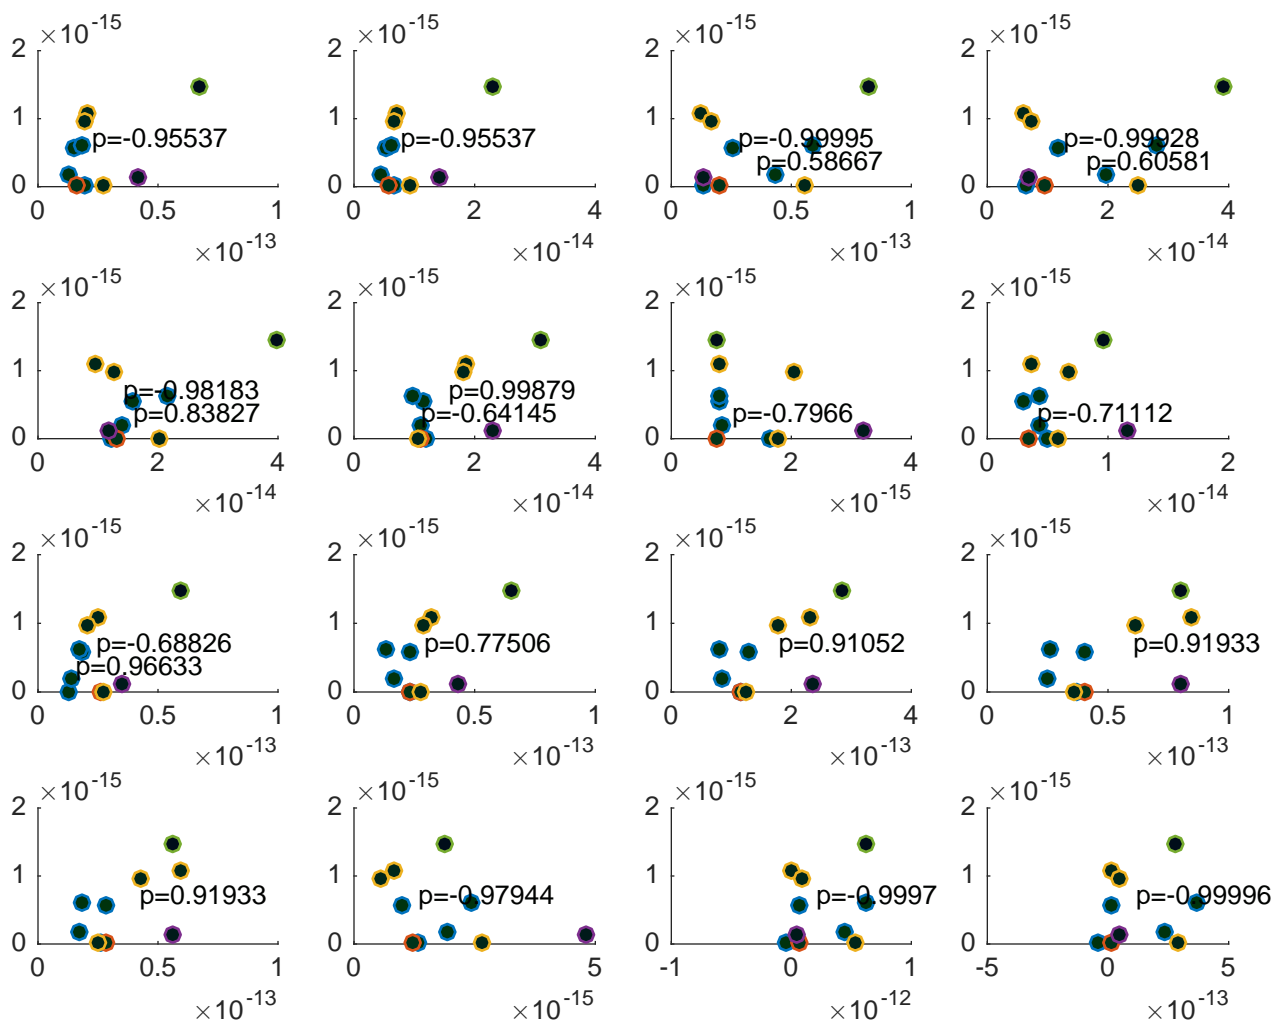 ×10-15 ×10-15 ×10-15 ×10-15
2 2 2 2
1 1 1 1
p=-0.95537 p=-0.95537 p=-0.99995 p=-0.99928
p=0.58667 p=0.60581
0 0 0 0
0 0.5 1 0 2 4 0 0.5 1 0 2 4
×10-13 ×10-14 ×10-13 ×10-14
×10-15 ×10-15 ×10-15 ×10-15
2 2 2 2
1 1 1 1
p=-0.98183 p=0.99879
p=0.83827 p=-0.64145 p=-0.7966 p=-0.71112
0 0 0 0
0 2 4 0 2 4 0 2 4 0 1 2
×10-14 ×10-14 ×10-15 ×10-14
×10-15 ×10-15 ×10-15 ×10-15
2 2 2 2
1 1 1 1
p=-0.68826 p=0.77506 p=0.91052 p=0.91933
p=0.96633
0 0 0 0
0 0.5 1 0 0.5 1 0 2 4 0 0.5 1
×10-13 ×10-13 ×10-13 ×10-13
×10-15 ×10-15 ×10-15 ×10-15
2 2 2 2
1 1 1 1
p=0.91933 p=-0.97944 p=-0.9997 p=-0.99996
0 0 0 0
0 0.5 1 0 5 -1 0 1 -5 0 5
×10-13 ×10-15 ×10-12 ×10-13